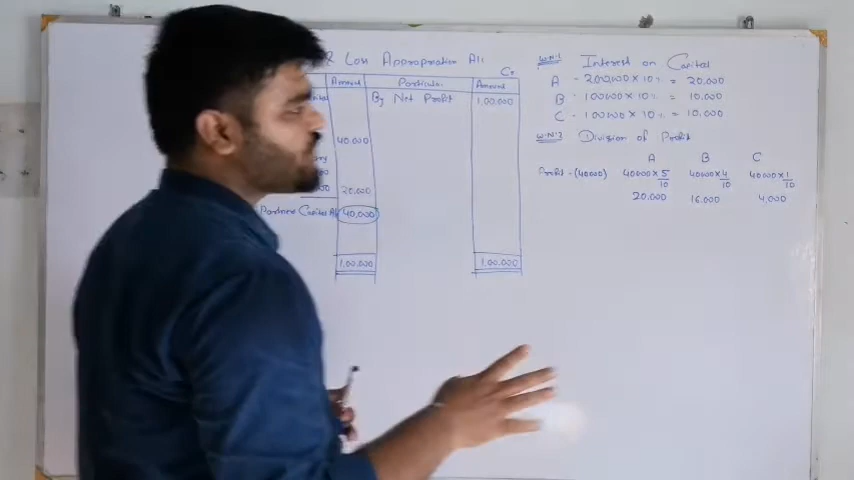 & Loss Appropriation A/c
Cr
Amount Particular Amount
By Net Profit 1,00,000
40,000
20,000
Partners Capital A/c 40,000
1,00,000 1,00,000
W.N:1 Interest on Capital
A - 200000 X 10% = 20,000
B - 100000 X 10% = 10,000
C - 100000 X 10% = 10,000
W.N:2 Division of Profit
A B C
Profit - (40000) 40000 x 5/10 40000 x 4/10 40000 x 1/10
20,000 16,000 4,000